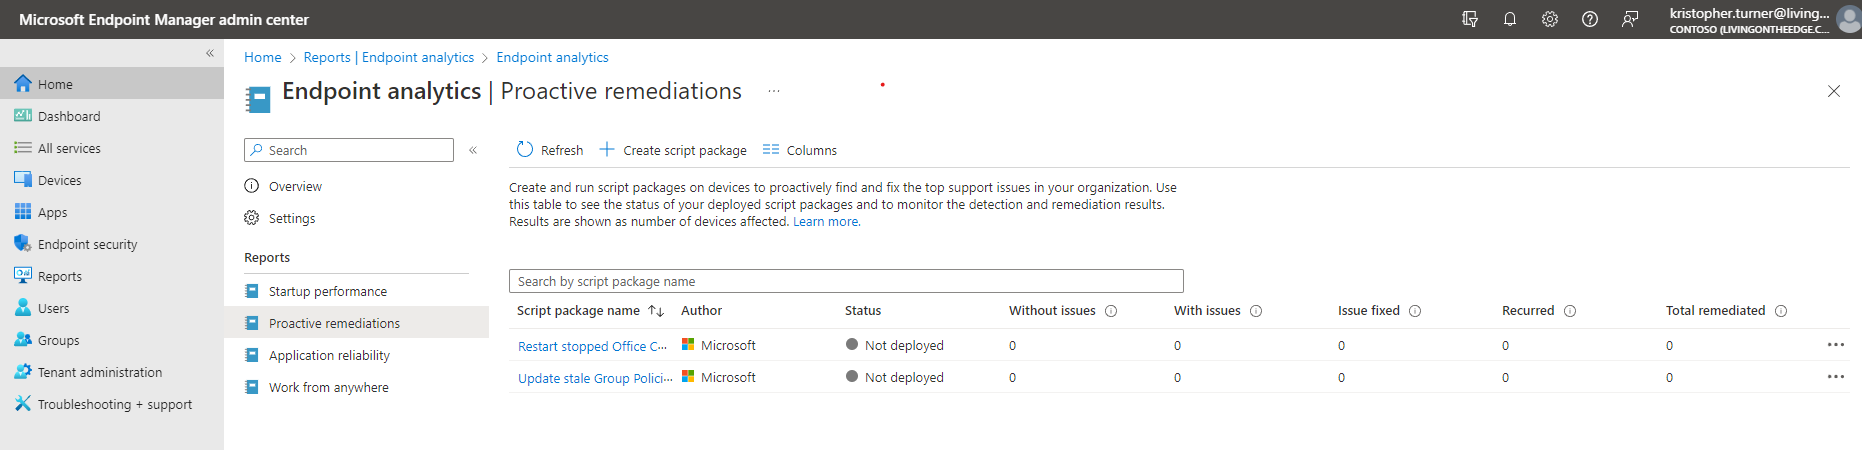 Microsoft Endpoint Manager admin center
kristopher.turner@living...
CONTOSO (LIVINGONTHEEDGE.C...
«
Home
Dashboard
All services
Devices
Apps
Endpoint security
Reports
Users
Groups
Tenant administration
Troubleshooting + support
Home > Reports | Endpoint analytics > Endpoint analytics
Endpoint analytics | Proactive remediations ...
Search «
Overview
Settings
Reports
Startup performance
Proactive remediations
Application reliability
Work from anywhere
Refresh Create script package Columns
Create and run script packages on devices to proactively find and fix the top support issues in your organization. Use
this table to see the status of your deployed script packages and to monitor the detection and remediation results.
Results are shown as number of devices affected. Learn more.
Search by script package name
Script package name Author Status Without issues With issues Issue fixed Recurred Total remediated
Restart stopped Office C... Microsoft Not deployed 0 0 0 0 0 ...
Update stale Group Polici... Microsoft Not deployed 0 0 0 0 0 ...